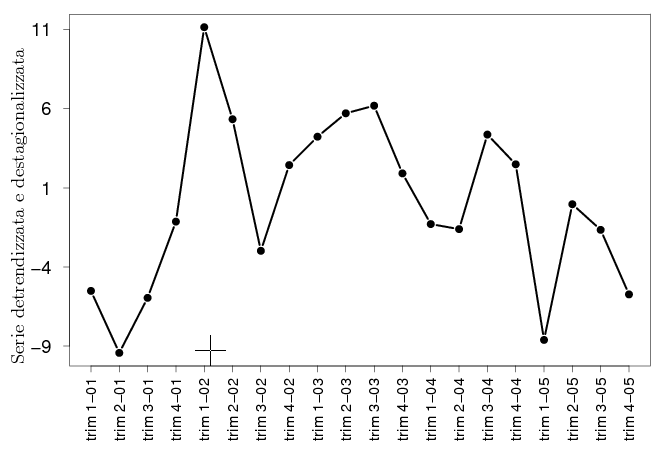 Serie detrendizzata e destagionalizzata
11
6
1
−4
−9
trim 1−01
trim 2−01
trim 3−01
trim 4−01
trim 1−02
trim 2−02
trim 3−02
trim 4−02
trim 1−03
trim 2−03
trim 3−03
trim 4−03
trim 1−04
trim 2−04
trim 3−04
trim 4−04
trim 1−05
trim 2−05
trim 3−05
trim 4−05